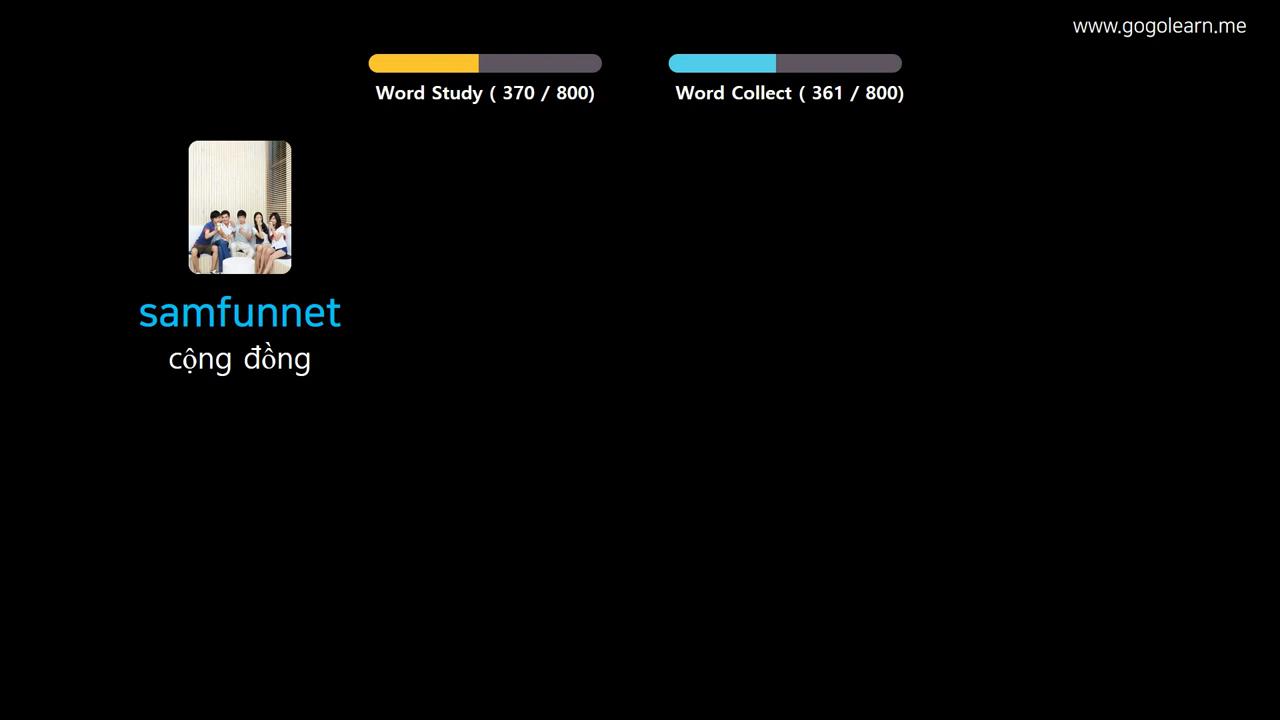 www.gogolearn.me
Word Study ( 370 / 800)
Word Collect ( 361 / 800)
samfunnet
cộng đồng